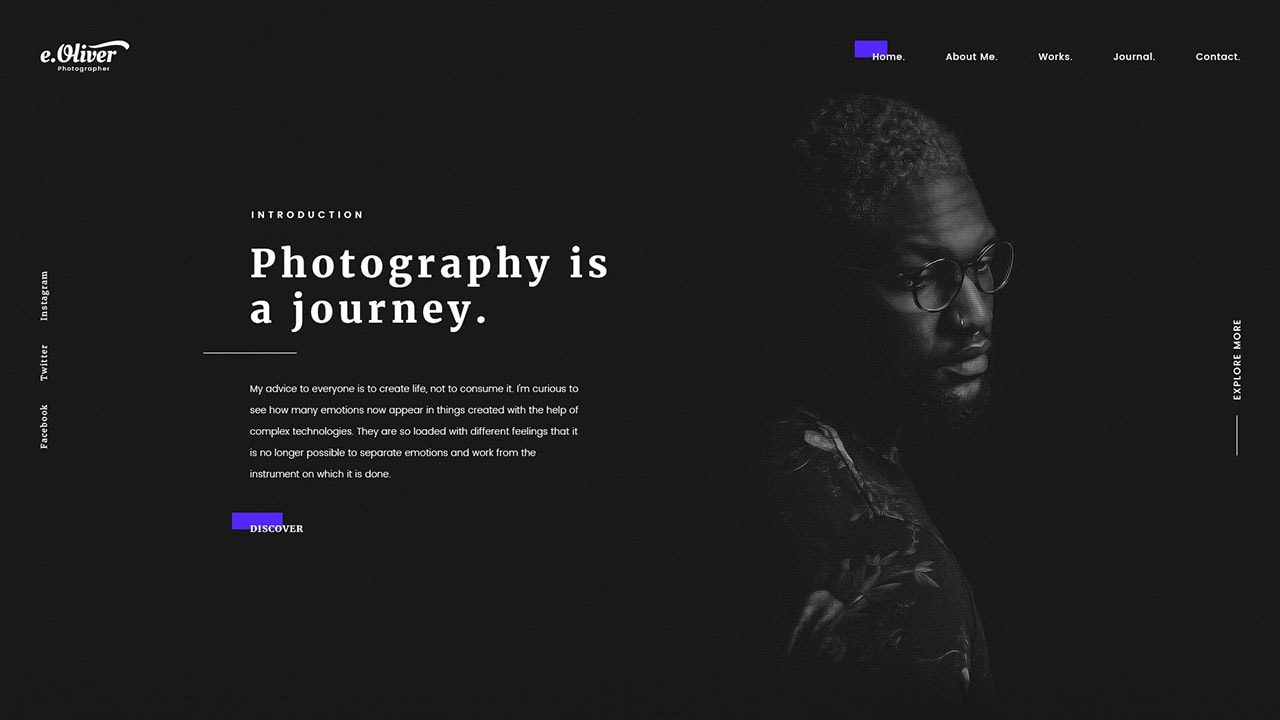 e.Oliver
Photographer
Home.
About Me.
Works.
Journal.
Contact.
INTRODUCTION
Photography is
a journey.
My advice to everyone is to create life, not to consume it. I'm curious to
see how many emotions now appear in things created with the help of
complex technologies. They are so loaded with different feelings that it
is no longer possible to separate emotions and work from the
instrument on which it is done.
DISCOVER
Facebook
Twitter
Instagram
EXPLORE MORE